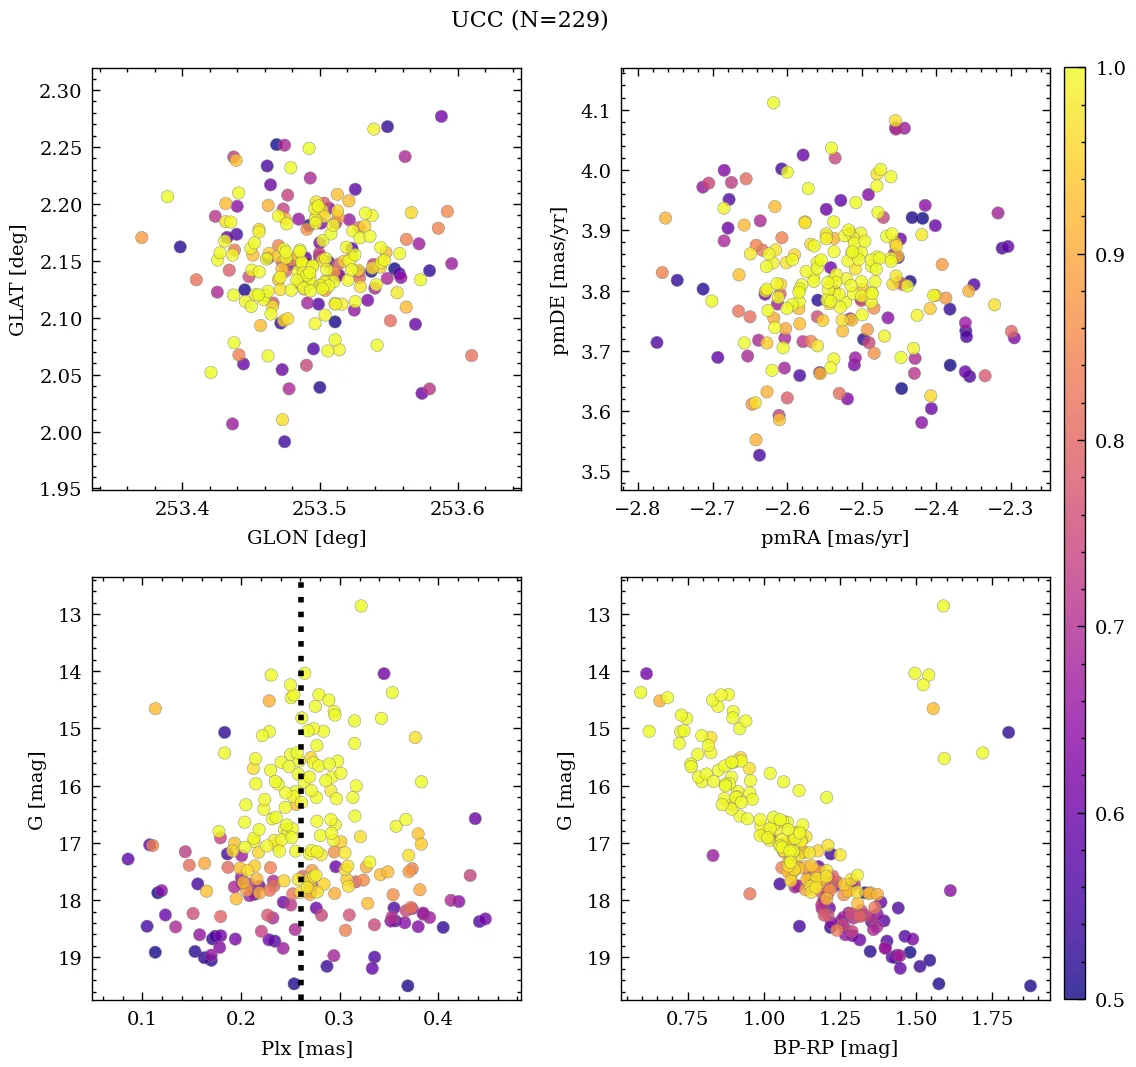 UCC (N=229)
2.30
2.25
2.20
2.15
2.10
2.05
2.00
1.95
GLAT [deg]
253.4 253.5 253.6
GLON [deg]
4.1
4.0
3.9
3.8
3.7
3.6
3.5
pmDE [mas/yr]
−2.8 −2.7 −2.6 −2.5 −2.4 −2.3
pmRA [mas/yr]
13
14
15
16
17
18
19
G [mag]
0.1 0.2 0.3 0.4
Plx [mas]
13
14
15
16
17
18
19
G [mag]
0.75 1.00 1.25 1.50 1.75
BP-RP [mag]
1.0
0.9
0.8
0.7
0.6
0.5